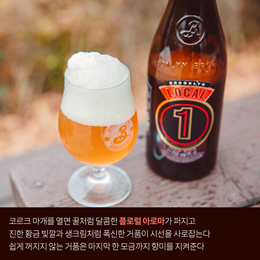 BROOKLYN
LOCAL
1
B
코르크 마개를 열면 꿀처럼 달콤한 플로럴 아로마가 퍼지고
진한 황금 빛깔과 생크림처럼 폭신한 거품이 시선을 사로잡는다
쉽게 꺼지지 않는 거품은 마지막 한 모금까지 향미를 지켜준다